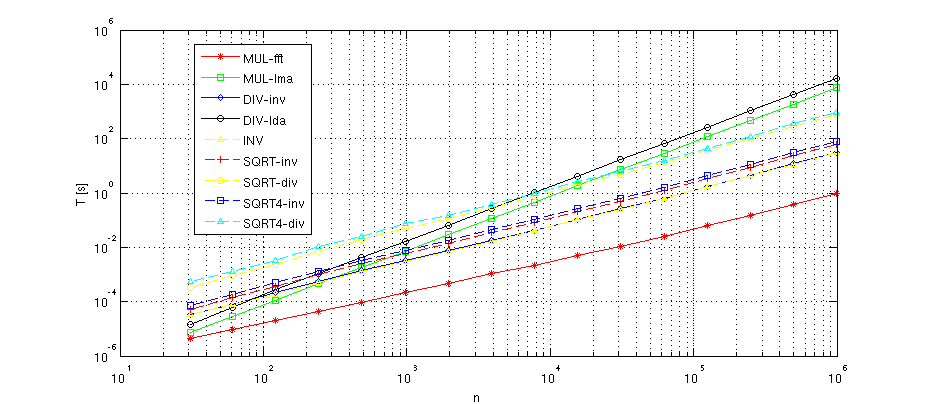 10^6
10^4
10^2
10^0
10^-2
10^-4
10^-6
T [s]
MUL-fft
MUL-lma
DIV-inv
DIV-lda
INV
SQRT-inv
SQRT-div
SQRT4-inv
SQRT4-div
10^1 10^2 10^3 10^4 10^5 10^6
n